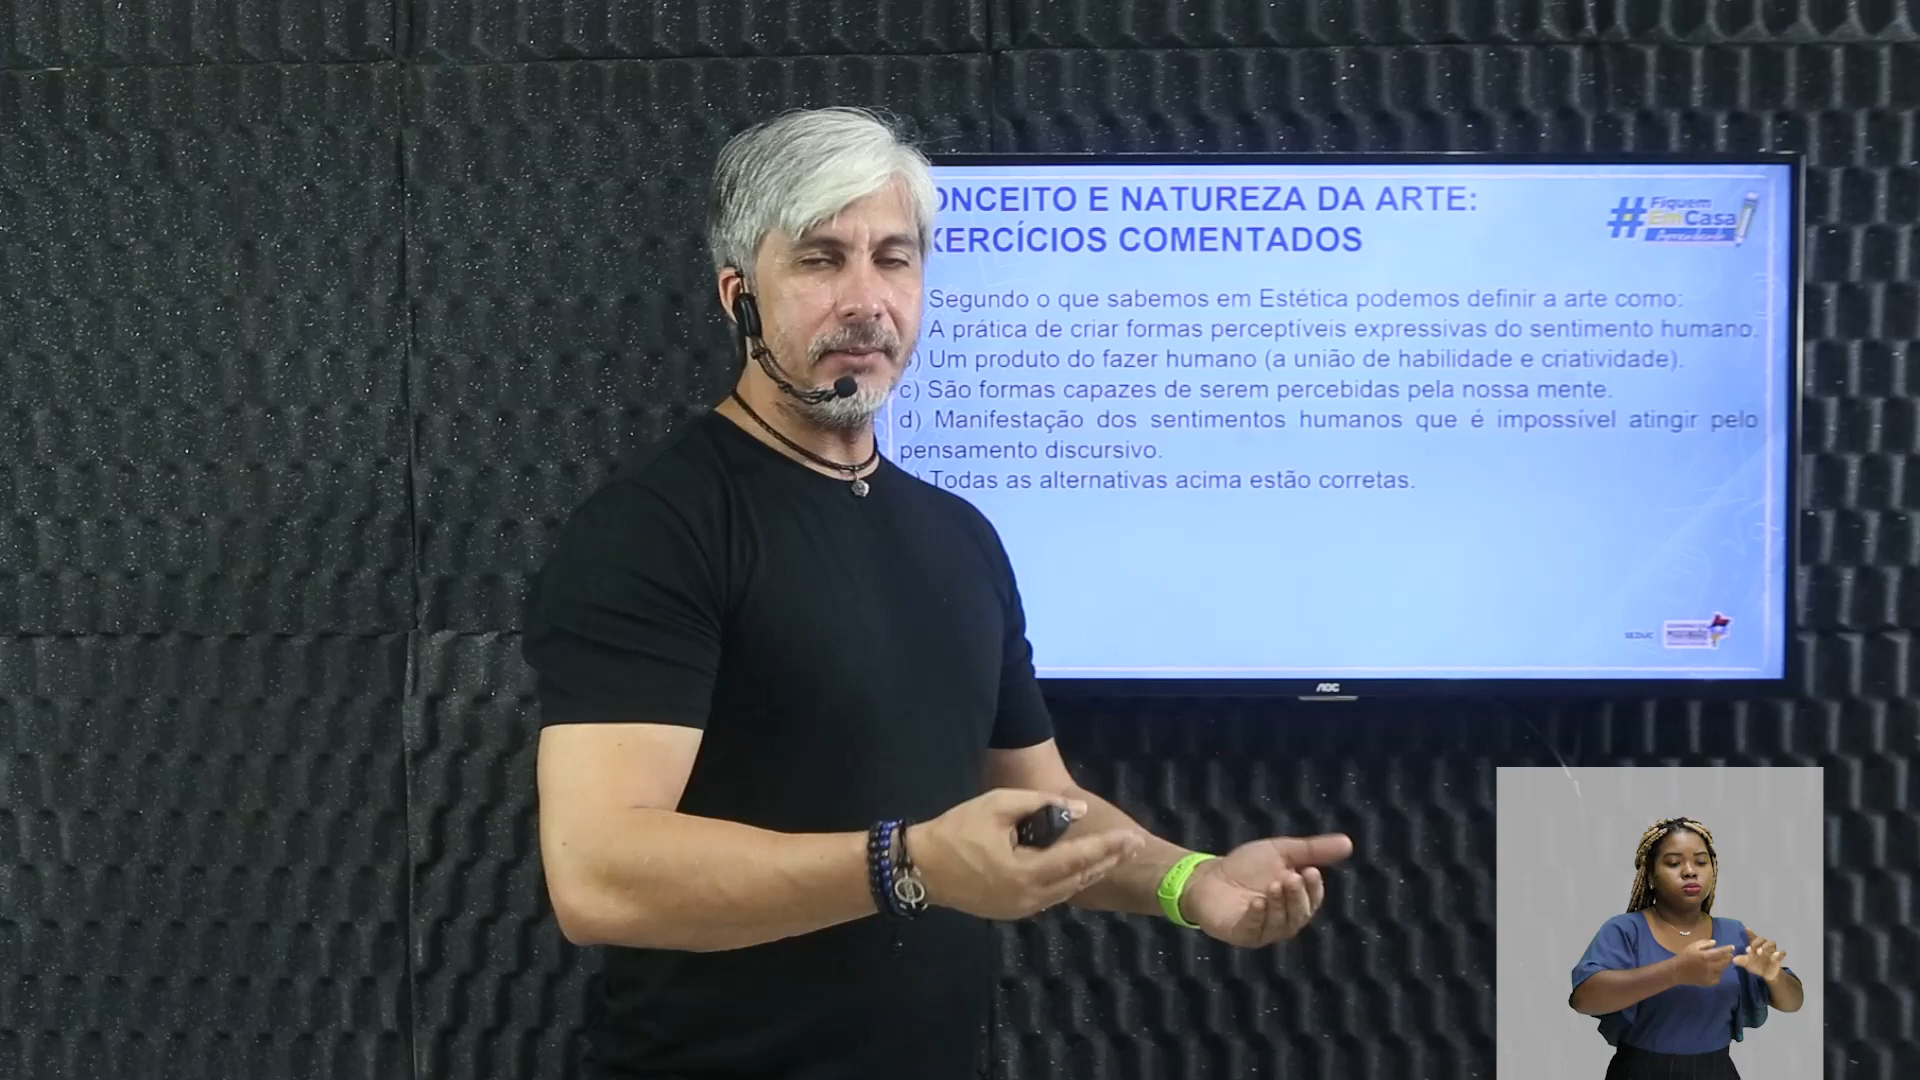 ONCEITO E NATUREZA DA ARTE:
XERCÍCIOS COMENTADOS
#Fiquem
EmCasa
Aprendendo
Segundo o que sabemos em Estética podemos definir a arte como:
A prática de criar formas perceptíveis expressivas do sentimento humano.
) Um produto do fazer humano (a união de habilidade e criatividade).
c) São formas capazes de serem percebidas pela nossa mente.
d) Manifestação dos sentimentos humanos que é impossível atingir pelo
pensamento discursivo.
) Todas as alternativas acima estão corretas.
SEDUC
AOC